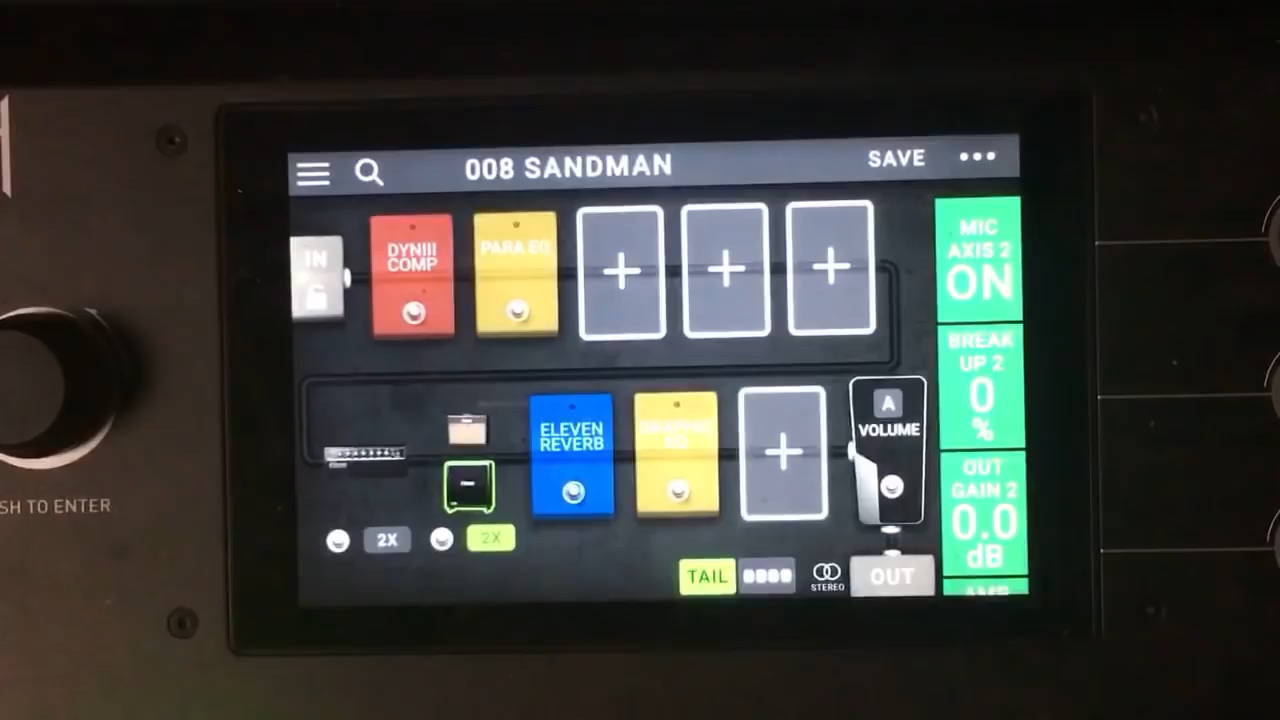 008 SANDMAN
SAVE
IN
DYNIII
COMP
PARA EQ
MIC
AXIS 2
ON
BREAK
UP 2
0
%
OUT
GAIN 2
0.0
dB
ELEVEN
REVERB
EQ
A
VOLUME
2X
2X
TAIL
STEREO
OUT
SH TO ENTER